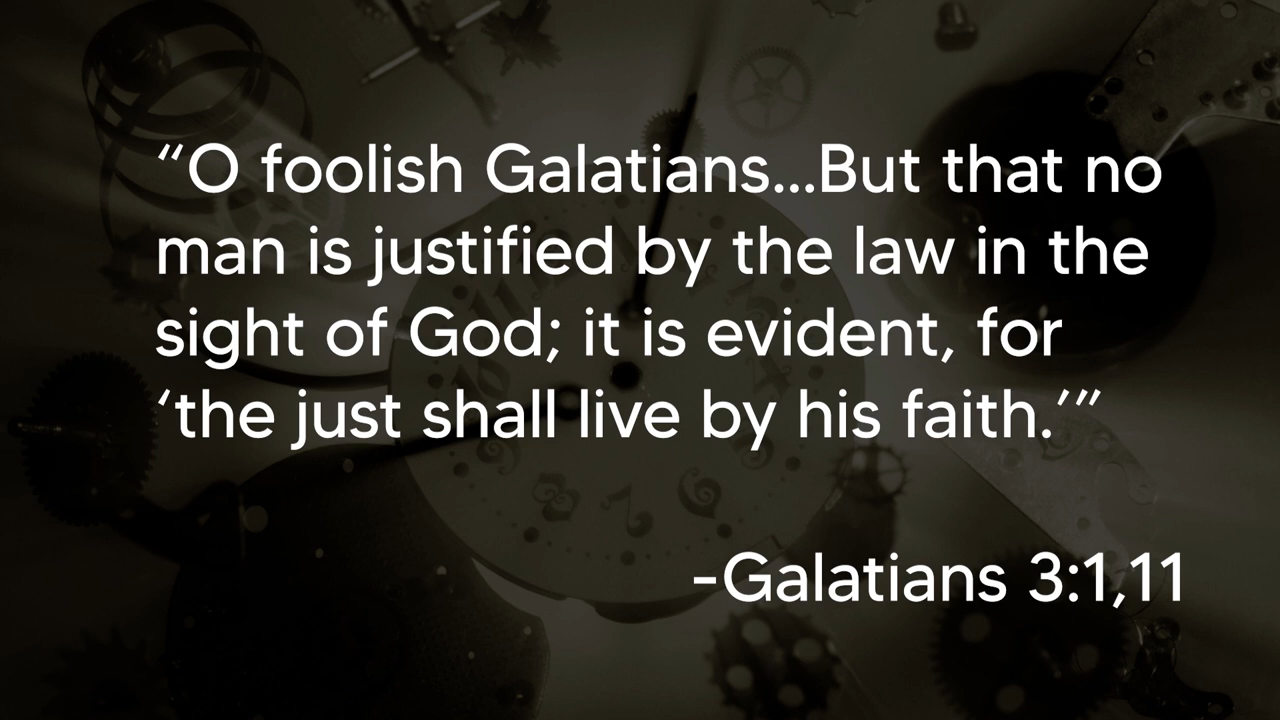 “O foolish Galatians...But that no
man is justified by the law in the
sight of God; it is evident, for
‘the just shall live by his faith.’”
-Galatians 3:1,11